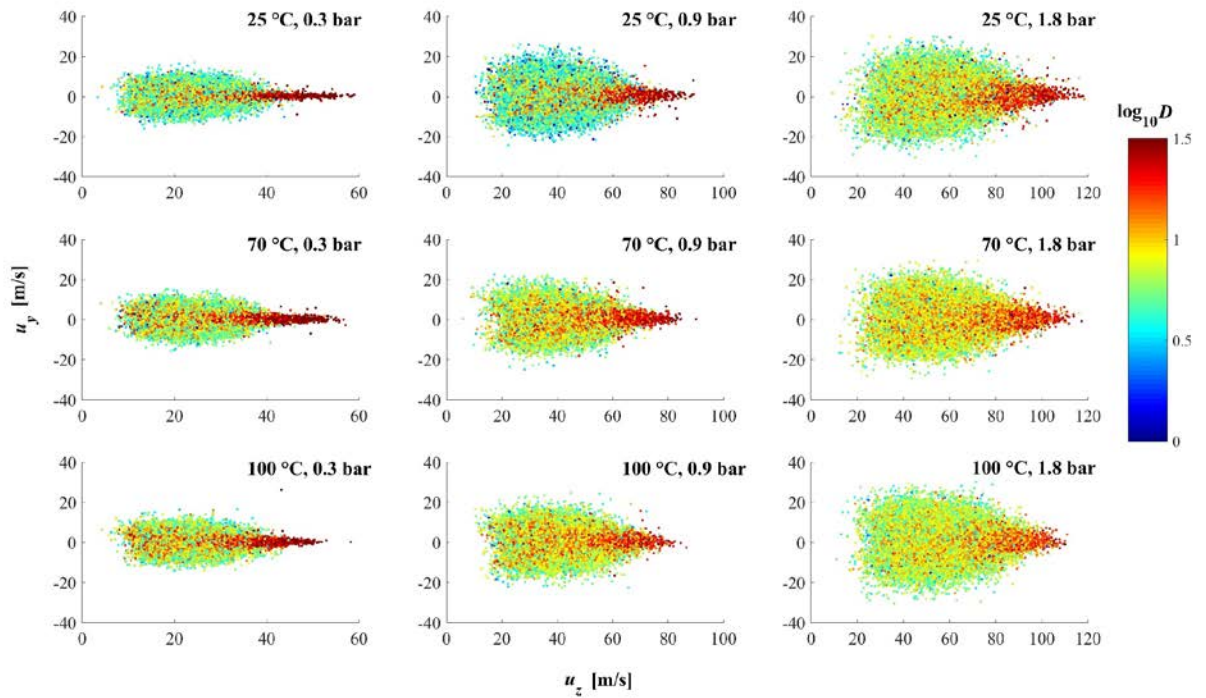 25 °C, 0.3 bar
25 °C, 0.9 bar
25 °C, 1.8 bar
40
20
0
-20
-40
0 20 40 60
40
20
0
-20
-40
0 20 40 60 80 100
40
20
0
-20
-40
0 20 40 60 80 100 120
log10D
1.5
1
0.5
0
70 °C, 0.3 bar
70 °C, 0.9 bar
70 °C, 1.8 bar
40
20
0
-20
-40
0 20 40 60
40
20
0
-20
-40
0 20 40 60 80 100
40
20
0
-20
-40
0 20 40 60 80 100 120
uy [m/s]
100 °C, 0.3 bar
100 °C, 0.9 bar
100 °C, 1.8 bar
40
20
0
-20
-40
0 20 40 60
40
20
0
-20
-40
0 20 40 60 80 100
40
20
0
-20
-40
0 20 40 60 80 100 120
uz [m/s]